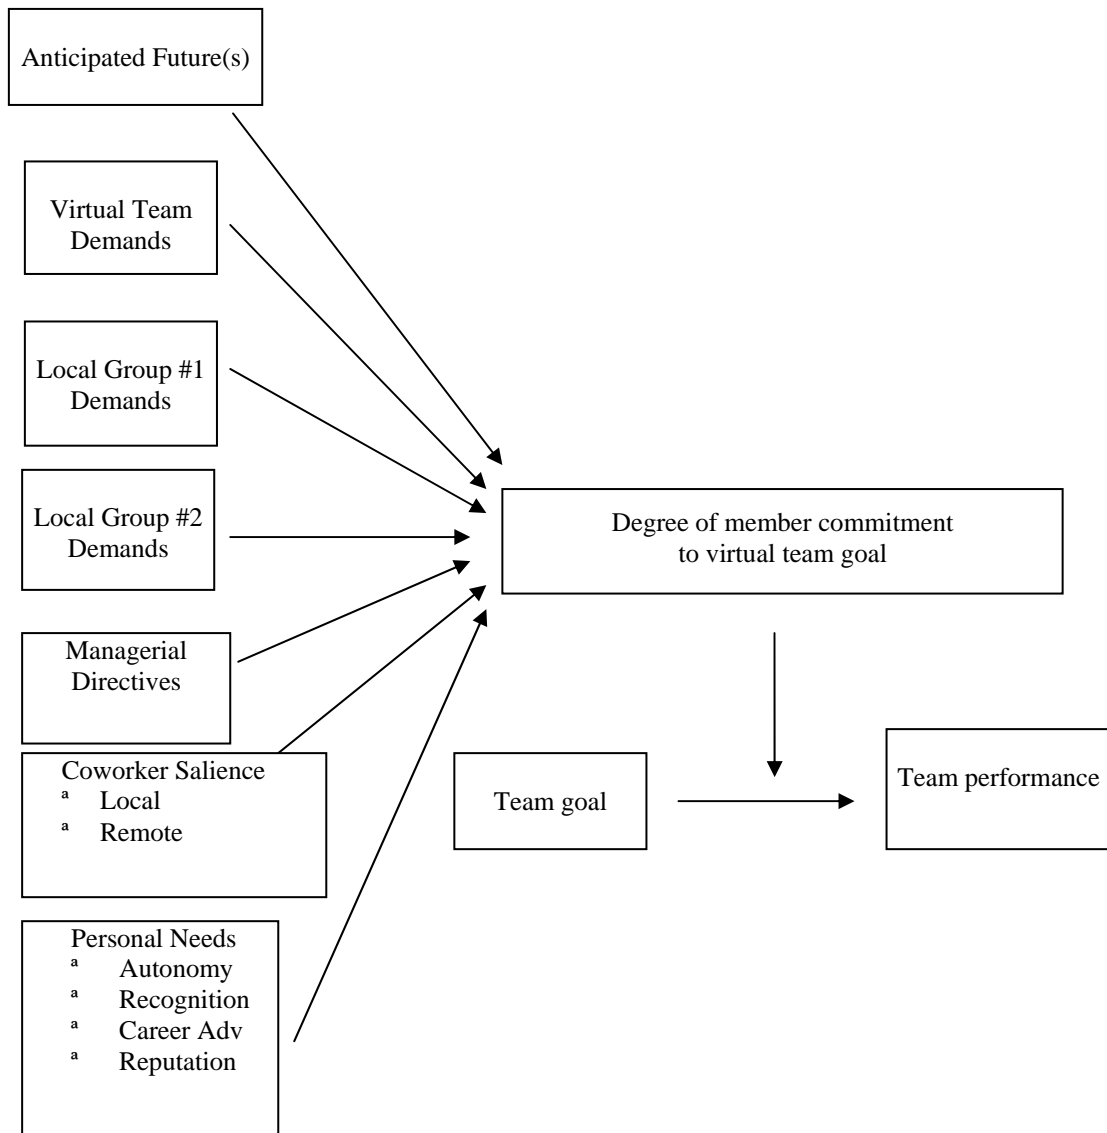 Anticipated Future(s)
Virtual Team
Demands
Local Group #1
Demands
Local Group #2
Demands
Degree of member commitment
to virtual team goal
Managerial
Directives
Coworker Salience
ª Local
ª Remote
Team goal
Team performance
Personal Needs
ª Autonomy
ª Recognition
ª Career Adv
ª Reputation